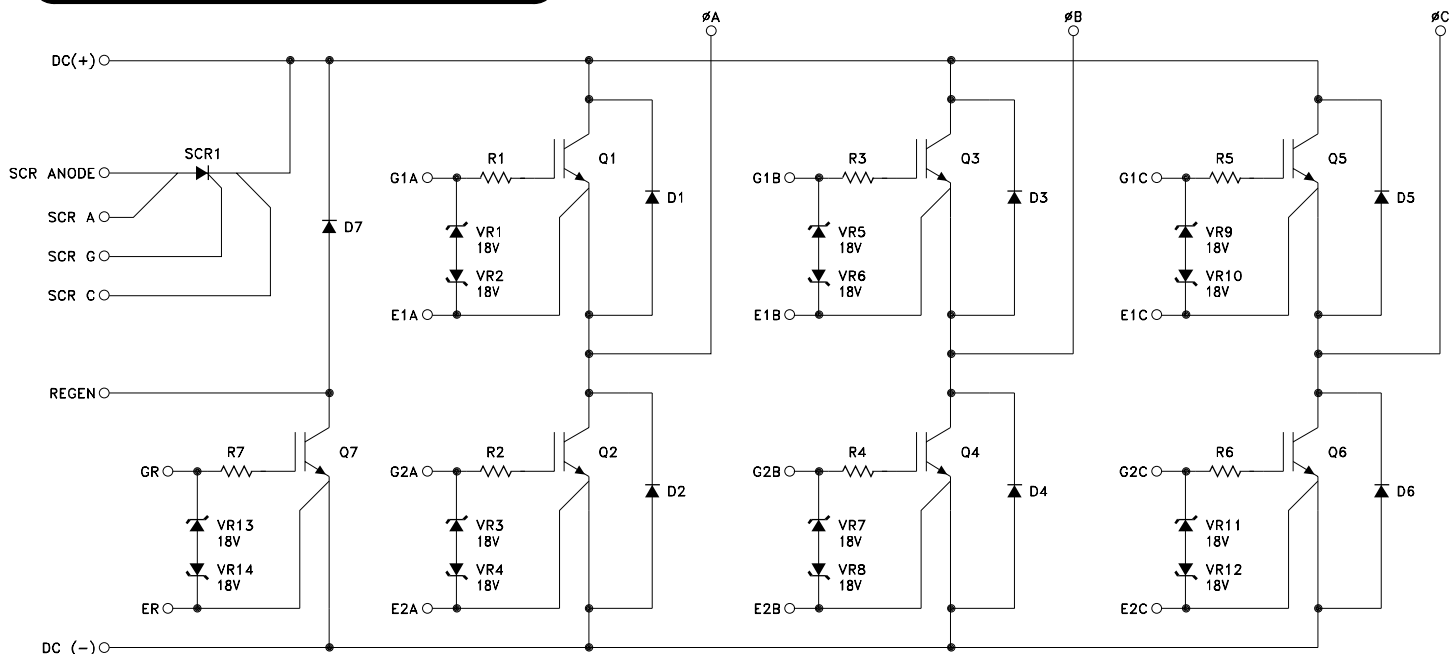 øA
øB
øC
DC(+)
SCR ANODE
SCR1
SCR A
SCR G
SCR C
D7
REGEN
G1A
R1
Q1
D1
VR1
18V
VR2
18V
E1A
G1B
R3
Q3
D3
VR5
18V
VR6
18V
E1B
G1C
R5
Q5
D5
VR9
18V
VR10
18V
E1C
GR
R7
Q7
VR13
18V
VR14
18V
ER
G2A
R2
Q2
D2
VR3
18V
VR4
18V
E2A
G2B
R4
Q4
D4
VR7
18V
VR8
18V
E2B
G2C
R6
Q6
D6
VR11
18V
VR12
18V
E2C
DC (-)